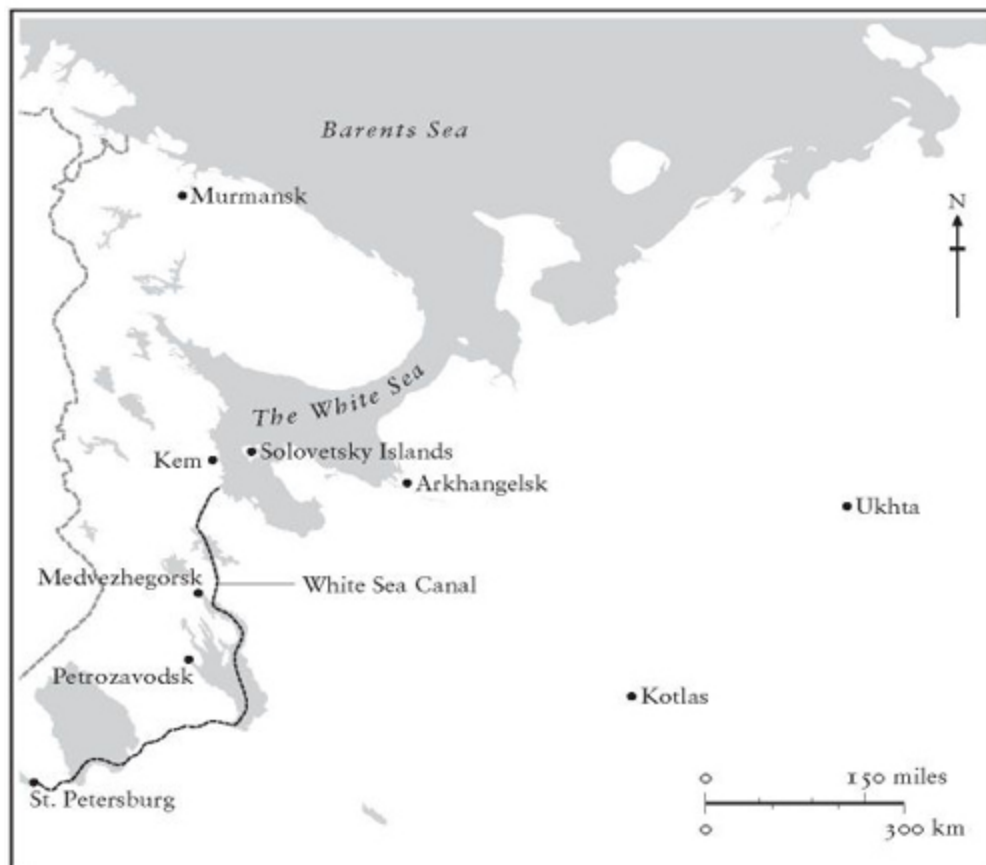 Barents Sea
Murmansk
N
The White Sea
Kem
Solovetsky Islands
Arkhangelsk
Ukhta
Medvezhegorsk
White Sea Canal
Petrozavodsk
Kotlas
St. Petersburg
0 150 miles
0 300 km